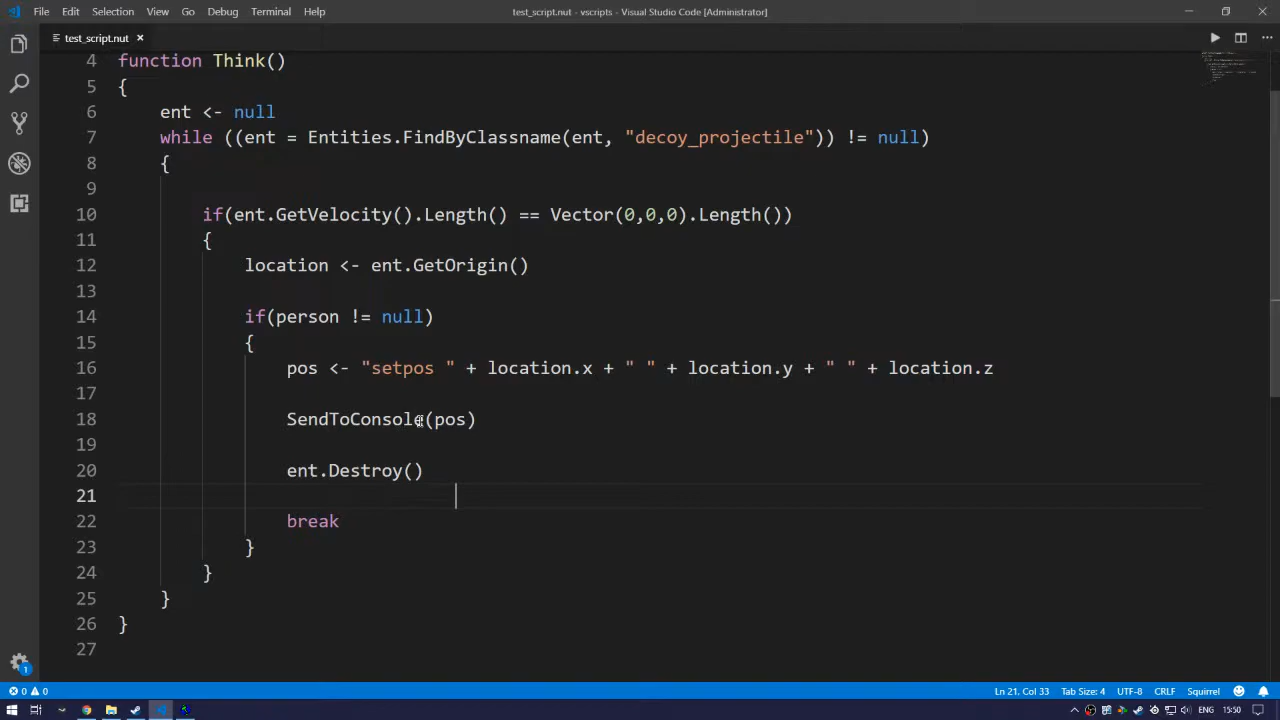 File Edit Selection View Go Debug Terminal Help
test_script.nut - vscripts - Visual Studio Code [Administrator]
test_script.nut
4 function Think()
5 {
6 ent <- null
7 while ((ent = Entities.FindByClassname(ent, "decoy_projectile")) != null)
8 {
9
10 if(ent.GetVelocity().Length() == Vector(0,0,0).Length())
11 {
12 location <- ent.GetOrigin()
13
14 if(person != null)
15 {
16 pos <- "setpos " + location.x + " " + location.y + " " + location.z
17
18 SendToConsole(pos)
19
20 ent.Destroy()
21
22 break
23 }
24 }
25 }
26 }
27
1
0 0
Ln 21, Col 33 Tab Size: 4 UTF-8 CRLF Squirrel
ENG 15:50